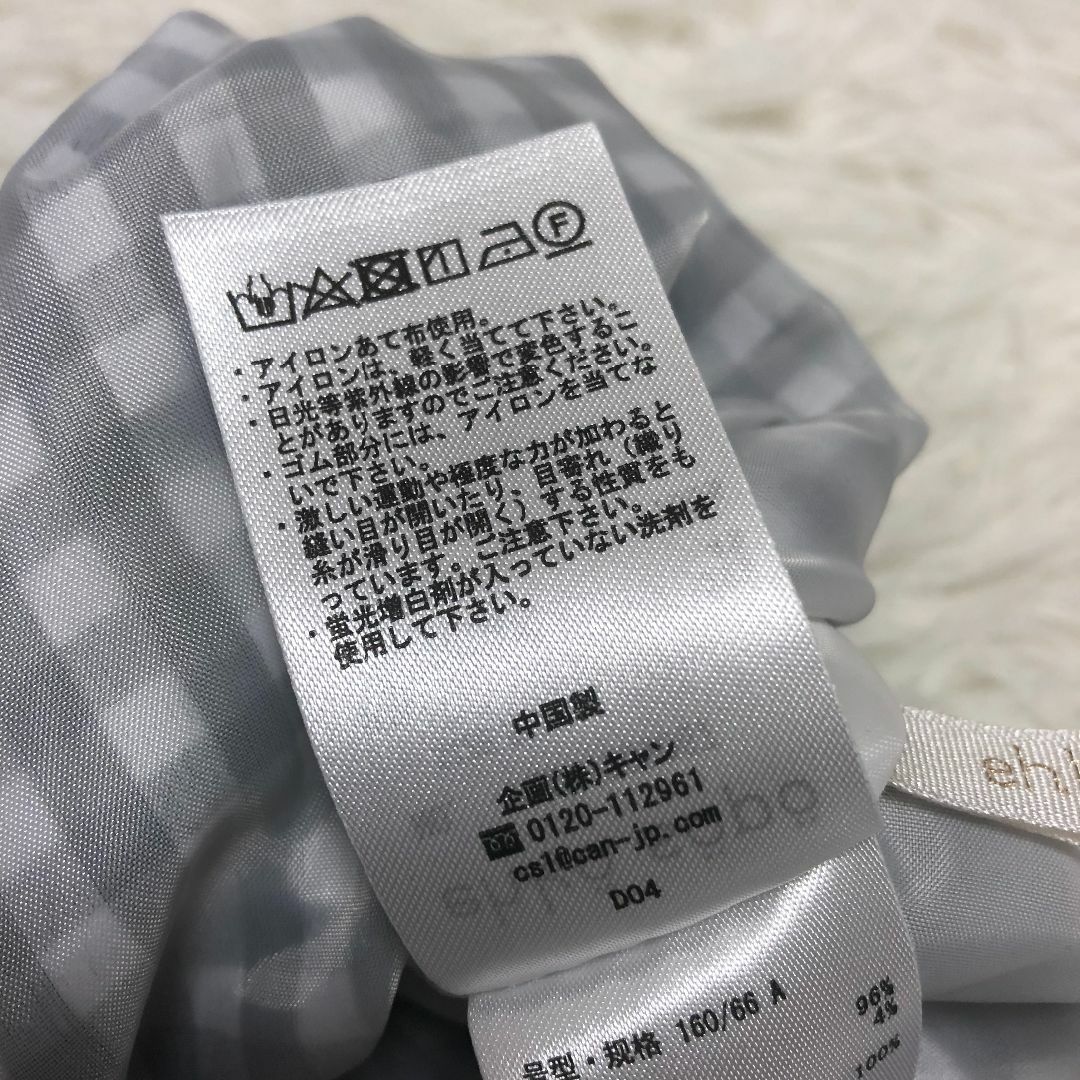 ・アイロンあて布使用。
・アイロンは、軽く当てて下さい。
・日光等紫外線の影響で変色するこ
とがありますのでご注意ください。
・ゴム部分には、アイロンを当てな
いで下さい。
・激しい運動や極度な力が加わると
縫い目が開いたり、目寄れ(織り
糸が滑り目が開く)する性質をも
っています。ご注意下さい。
・蛍光増白剤が入っていない洗剤を
使用して下さい。
中国製
企画(株)キャン
0120-112961
cs1@can-jp.com
D04
号型・规格 160/66 A
96%
4%
100%